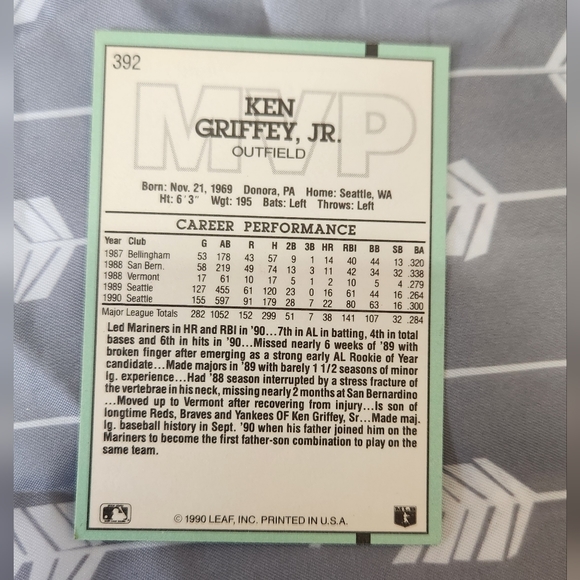 392
MVP
KEN
GRIFFEY, JR.
OUTFIELD
Born: Nov. 21, 1969 Donora, PA Home: Seattle, WA
Ht: 6'3" Wgt: 195 Bats: Left Throws: Left
CAREER PERFORMANCE
Year Club G AB R H 2B 3B HR RBI BB SB BA
1987 Bellingham 53 178 43 57 9 1 14 40 44 13 .320
1988 San Bern. 58 219 49 74 13 3 11 42 34 32 .338
1988 Vermont 17 61 10 17 5 1 2 10 5 4 .279
1989 Seattle 127 455 61 120 23 0 16 61 44 16 .264
1990 Seattle 155 597 91 179 28 7 22 80 63 16 .300
Major League Totals 282 1052 152 299 51 7 38 141 107 32 .284
Led Mariners in HR and RBI in '90...7th in AL in batting, 4th in total
bases and 6th in hits in '90...Missed nearly 6 weeks of '89 with
broken finger after emerging as a strong early AL Rookie of Year
candidate...Made majors in '89 with barely 1 1/2 seasons of minor
lg. experience...Had '88 season interrupted by a stress fracture of
the vertebrae in his neck, missing nearly 2 months at San Bernardino
...Moved up to Vermont after recovering from injury...Is son of
longtime Reds, Braves and Yankees OF Ken Griffey, Sr...Made maj.
lg. baseball history in Sept. '90 when his father joined him on the
Mariners to become the first father-son combination to play on the
same team.
© 1990 LEAF, INC. PRINTED IN U.S.A.